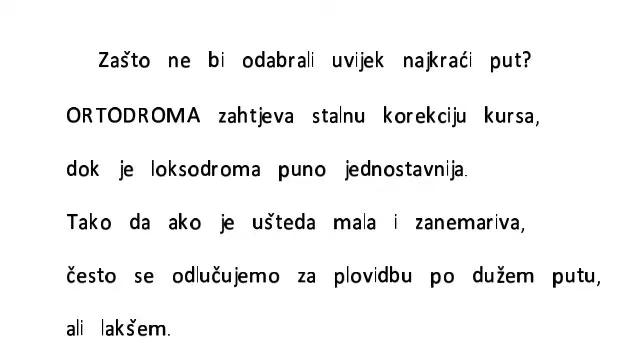 Zašto ne bi odabrali uvijek najkraći put?
ORTODROMA zahtjeva stalnu korekciju kursa,
dok je loksodroma puno jednostavnija.
Tako da ako je ušteda mala i zanemariva,
često se odlučujemo za plovidbu po dužem putu,
ali lakšem.